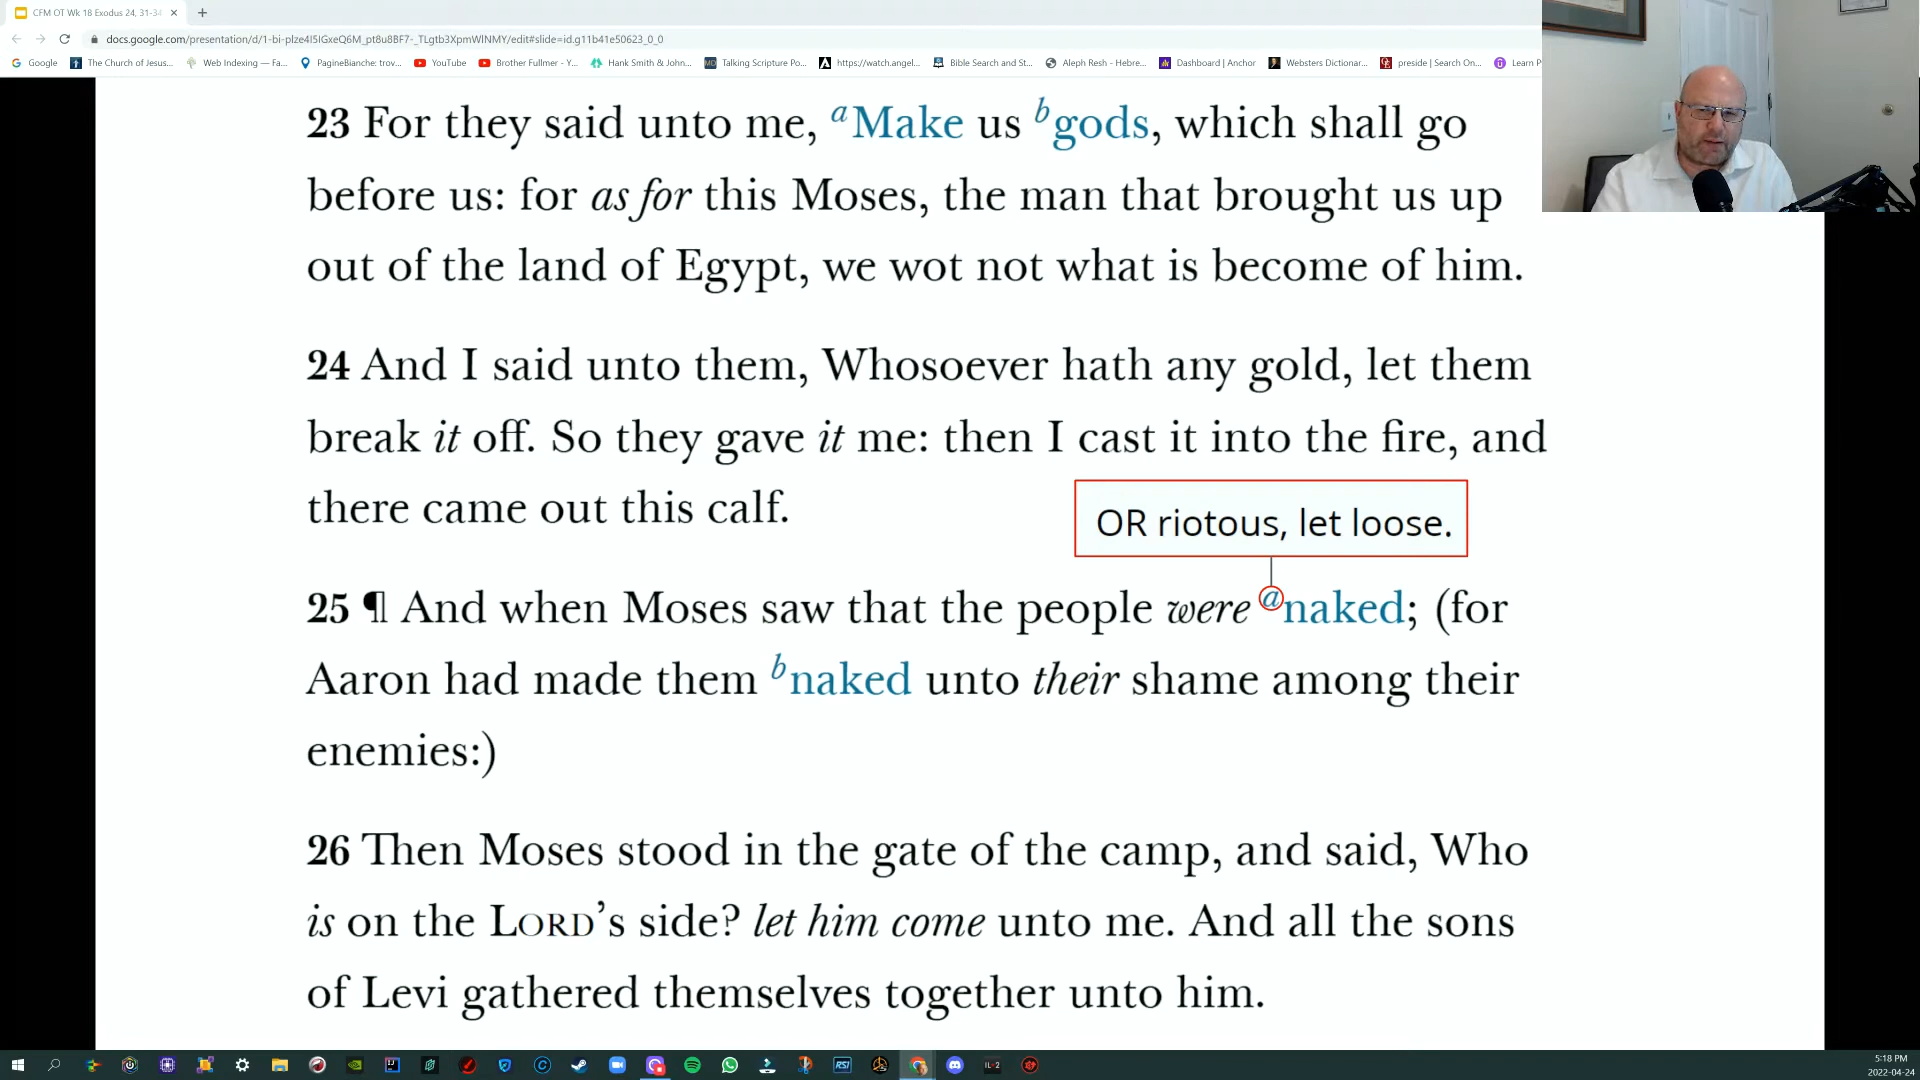 CFM OT Wk 18 Exodus 24, 31-34
docs.google.com/presentation/d/1-bi-plze4I5IGxeQ6M_pt8u8BF7-_TLgtb3XpmWlNMY/edit#slide=id.g11b41e50623_0_0
Google The Church of Jesus... Web Indexing — Fa... PagineBianche: trov... YouTube Brother Fullmer - Y... Hank Smith & John... Talking Scripture Po... https://watch.angel... Bible Search and St... Aleph Resh - Hebre... Dashboard | Anchor Websters Dictionar... preside | Search On... Learn P
23 For they said unto me, aMake us bgods, which shall go
before us: for as for this Moses, the man that brought us up
out of the land of Egypt, we wot not what is become of him.
24 And I said unto them, Whosoever hath any gold, let them
break it off. So they gave it me: then I cast it into the fire, and
there came out this calf.
OR riotous, let loose.
25 ¶ And when Moses saw that the people were anaked; (for
Aaron had made them bnaked unto their shame among their
enemies:)
26 Then Moses stood in the gate of the camp, and said, Who
is on the LORD's side? let him come unto me. And all the sons
of Levi gathered themselves together unto him.
RSI
IL-2
5:18 PM
2022-04-24